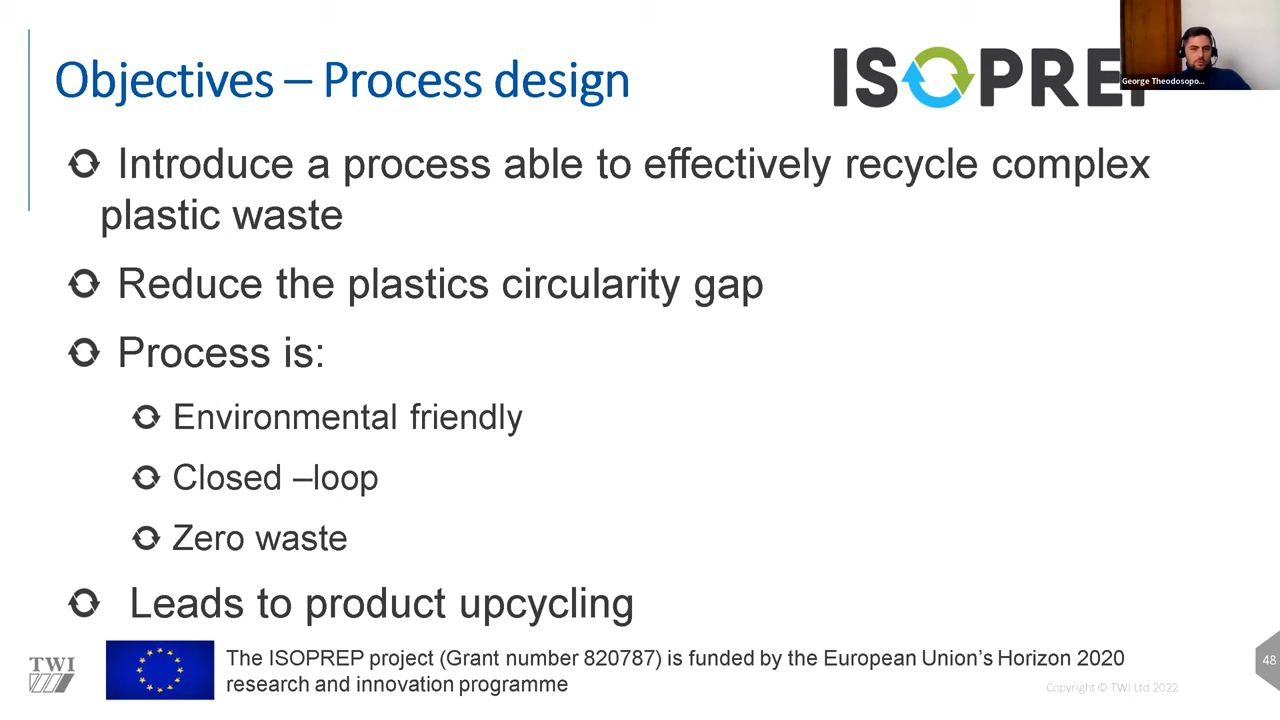 Objectives – Process design
ISOPREP
George Theodosopo...
Introduce a process able to effectively recycle complex
plastic waste
Reduce the plastics circularity gap
Process is:
Environmental friendly
Closed –loop
Zero waste
Leads to product upcycling
TWI
The ISOPREP project (Grant number 820787) is funded by the European Union’s Horizon 2020
research and innovation programme
48
Copyright © TWI Ltd 2022